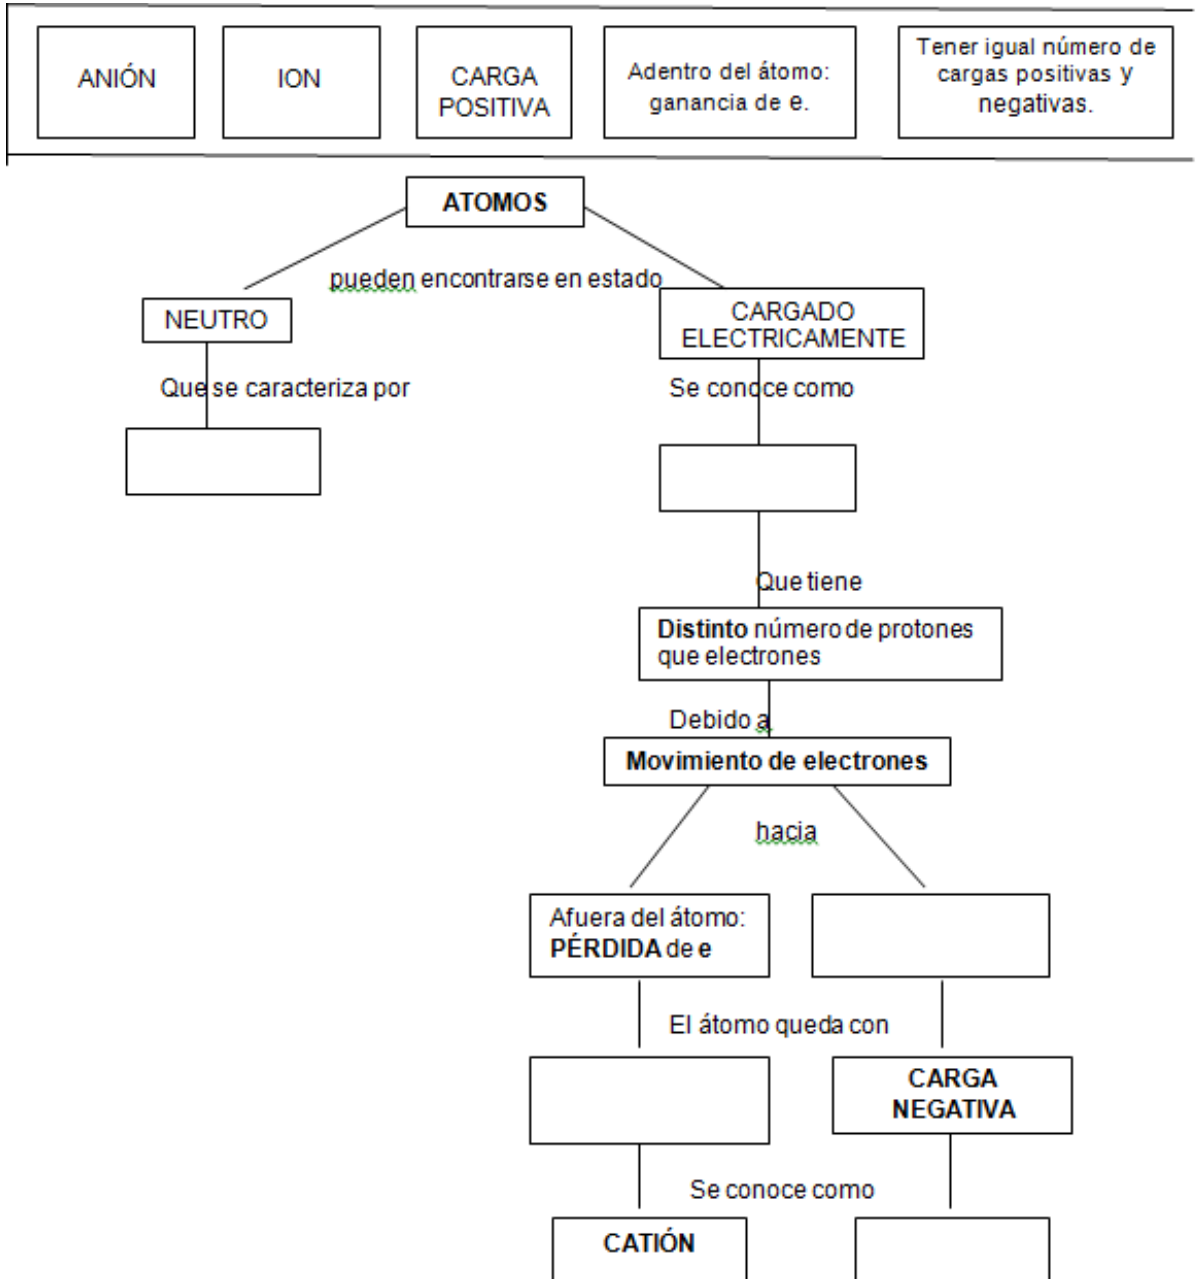 ANIÓN
ION
CARGA
POSITIVA
Adentro del átomo:
ganancia de e.
Tener igual número de
cargas positivas y
negativas.
ATOMOS
pueden encontrarse en estado
NEUTRO
CARGADO
ELECTRICAMENTE
Que se caracteriza por
Se conoce como
Que tiene
Distinto número de protones
que electrones
Debido a
Movimiento de electrones
hacia
Afuera del átomo:
PÉRDIDA de e
El átomo queda con
CARGA
NEGATIVA
Se conoce como
CATIÓN